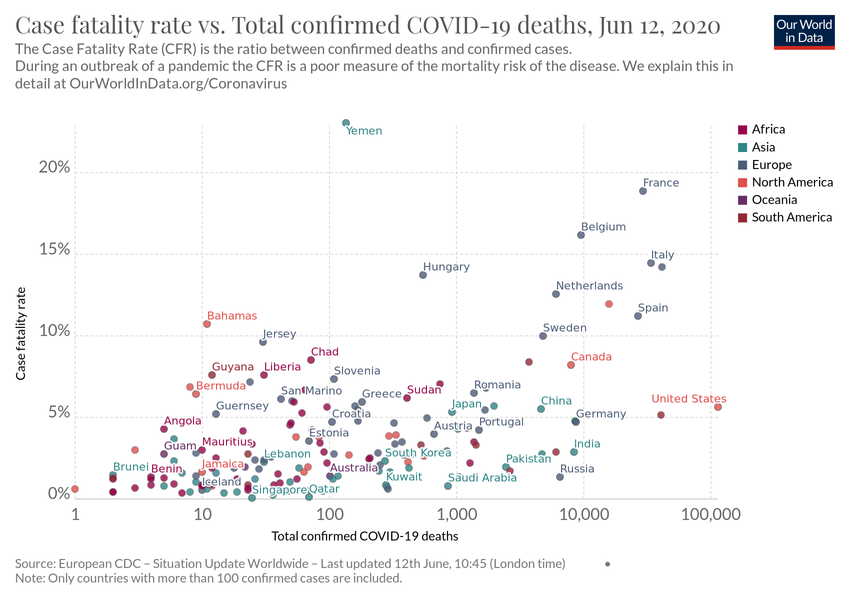 Case fatality rate vs. Total confirmed COVID-19 deaths, Jun 12, 2020
Our World
in Data
The Case Fatality Rate (CFR) is the ratio between confirmed deaths and confirmed cases.
During an outbreak of a pandemic the CFR is a poor measure of the mortality risk of the disease. We explain this in
detail at OurWorldInData.org/Coronavirus
Yemen
Africa
Asia
Europe
North America
Oceania
South America
20%
France
Belgium
15%
Italy
Hungary
Netherlands
Spain
Bahamas
Sweden
10%
Jersey
Chad
Canada
Guyana
Liberia
Slovenia
Bermuda
San Marino
Greece
Sudan
Romania
United States
Guernsey
Croatia
Japan
China
Germany
5%
Angola
Estonia
Austria
Portugal
Guam
Mauritius
Lebanon
South Korea
India
Brunei
Benin
Jamaica
Australia
Pakistan
Iceland
Kuwait
Saudi Arabia
Russia
Singapore
Qatar
0%
1
10
100
1,000
10,000
100,000
Case fatality rate
Total confirmed COVID-19 deaths
Source: European CDC – Situation Update Worldwide – Last updated 12th June, 10:45 (London time)
Note: Only countries with more than 100 confirmed cases are included.